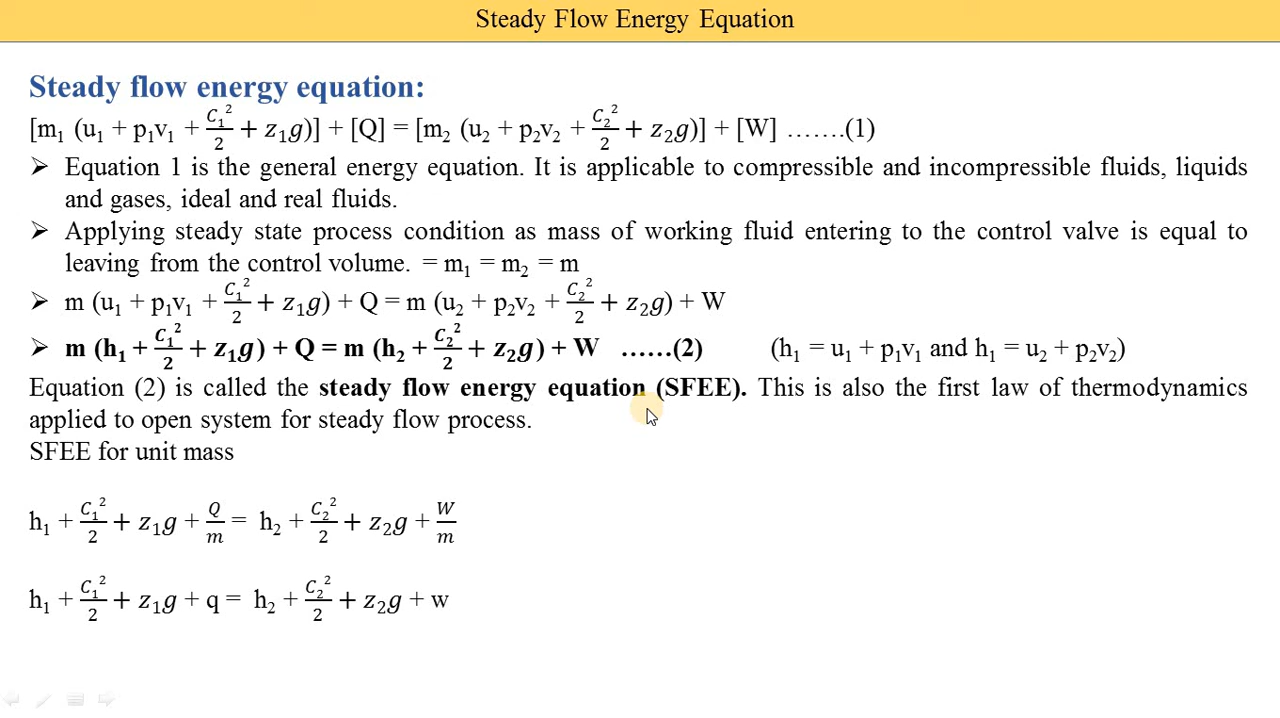 Steady Flow Energy Equation
Steady flow energy equation:
[m₁ (u₁ + p₁v₁ + C₁²/2 + z₁g)] + [Q] = [m₂ (u₂ + p₂v₂ + C₂²/2 + z₂g)] + [W] …….(1)
➢ Equation 1 is the general energy equation. It is applicable to compressible and incompressible fluids, liquids
and gases, ideal and real fluids.
➢ Applying steady state process condition as mass of working fluid entering to the control valve is equal to
leaving from the control volume. = m₁ = m₂ = m
➢ m (u₁ + p₁v₁ + C₁²/2 + z₁g) + Q = m (u₂ + p₂v₂ + C₂²/2 + z₂g) + W
➢ m (h₁ + C₁²/2 + z₁g) + Q = m (h₂ + C₂²/2 + z₂g) + W ……(2) (h₁ = u₁ + p₁v₁ and h₁ = u₂ + p₂v₂)
Equation (2) is called the steady flow energy equation (SFEE). This is also the first law of thermodynamics
applied to open system for steady flow process.
SFEE for unit mass
h₁ + C₁²/2 + z₁g + Q/m = h₂ + C₂²/2 + z₂g + W/m
h₁ + C₁²/2 + z₁g + q = h₂ + C₂²/2 + z₂g + w